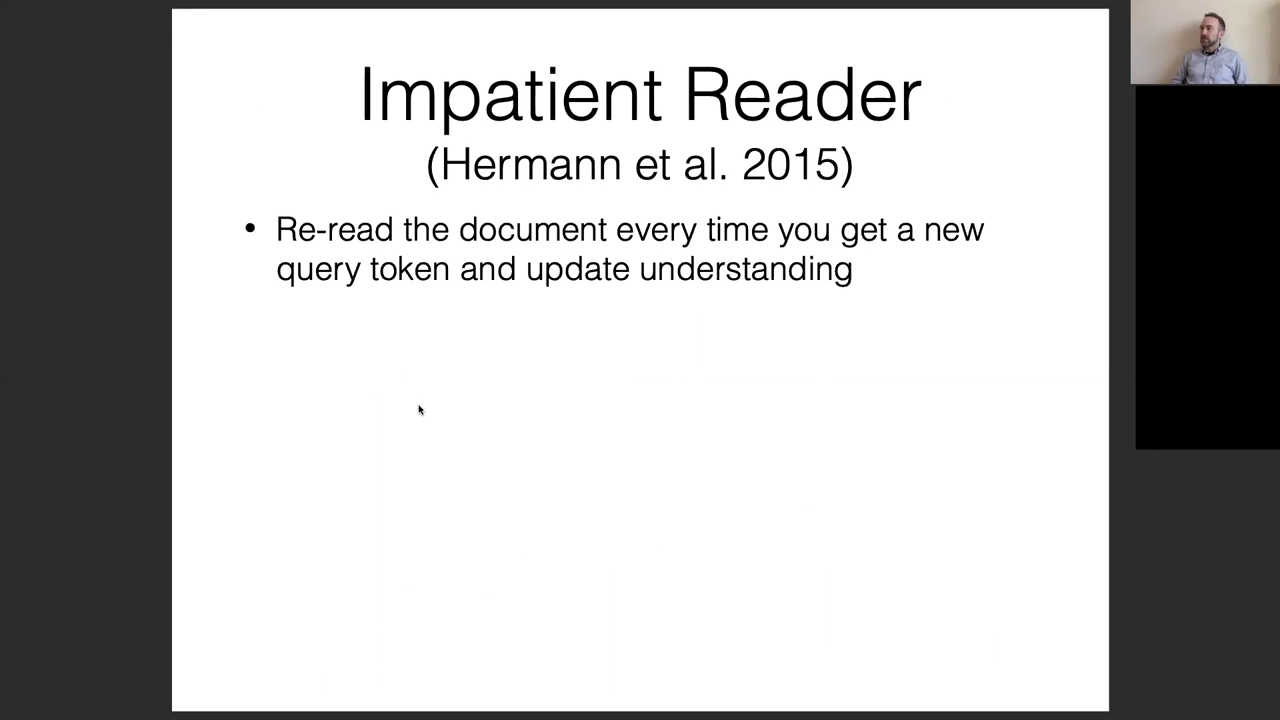 Impatient Reader
(Hermann et al. 2015)
• Re-read the document every time you get a new
query token and update understanding